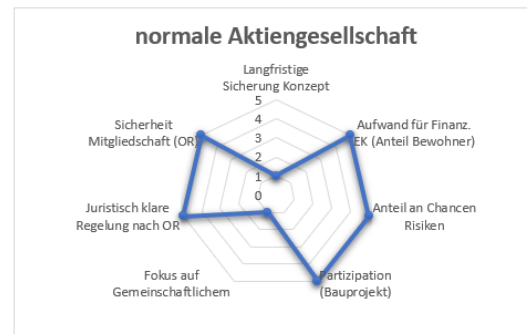 normale Aktiengesellschaft
Langfristige
Sicherung Konzept
5
4
3
2
1
0
Aufwand für Finanz.
EK (Anteil Bewohner)
Anteil an Chancen
Risiken
Partizipation
(Bauprojekt)
Fokus auf
Gemeinschaftlichem
Juristisch klare
Regelung nach OR
Sicherheit
Mitgliedschaft (OR)